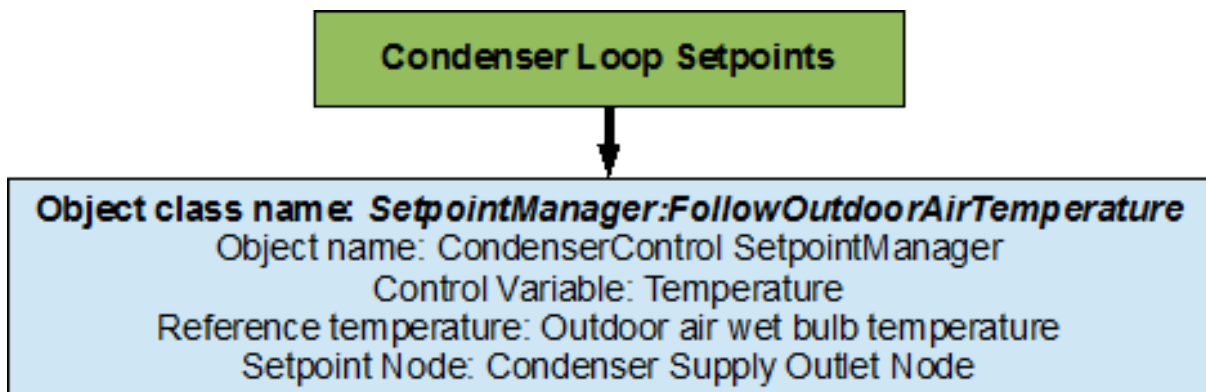 Condenser Loop Setpoints
Object class name: SetpointManager:FollowOutdoorAirTemperature
Object name: CondenserControl SetpointManager
Control Variable: Temperature
Reference temperature: Outdoor air wet bulb temperature
Setpoint Node: Condenser Supply Outlet Node